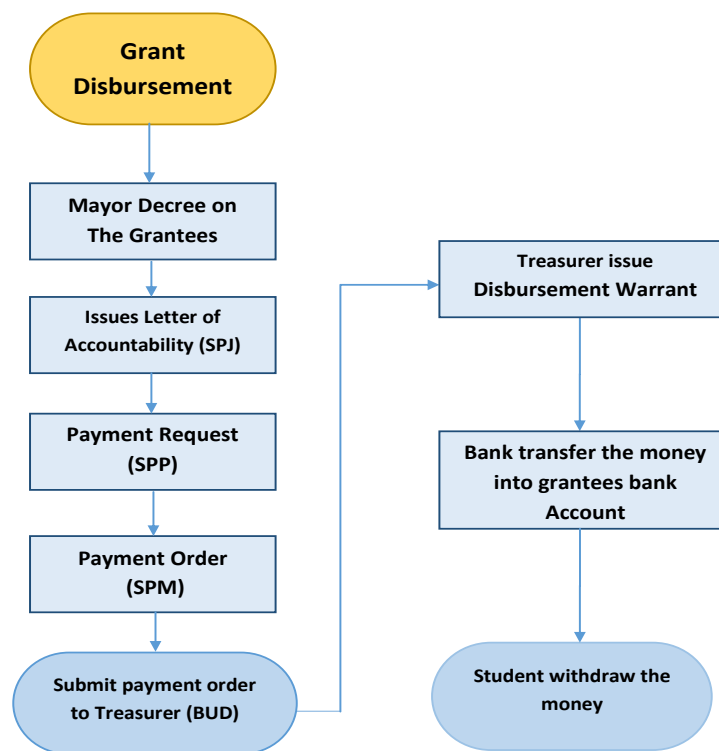 Grant
Disbursement
Mayor Decree on
The Grantees
Issues Letter of
Accountability (SPJ)
Payment Request
(SPP)
Payment Order
(SPM)
Submit payment order
to Treasurer (BUD)
Treasurer issue
Disbursement Warrant
Bank transfer the money
into grantees bank
Account
Student withdraw the
money